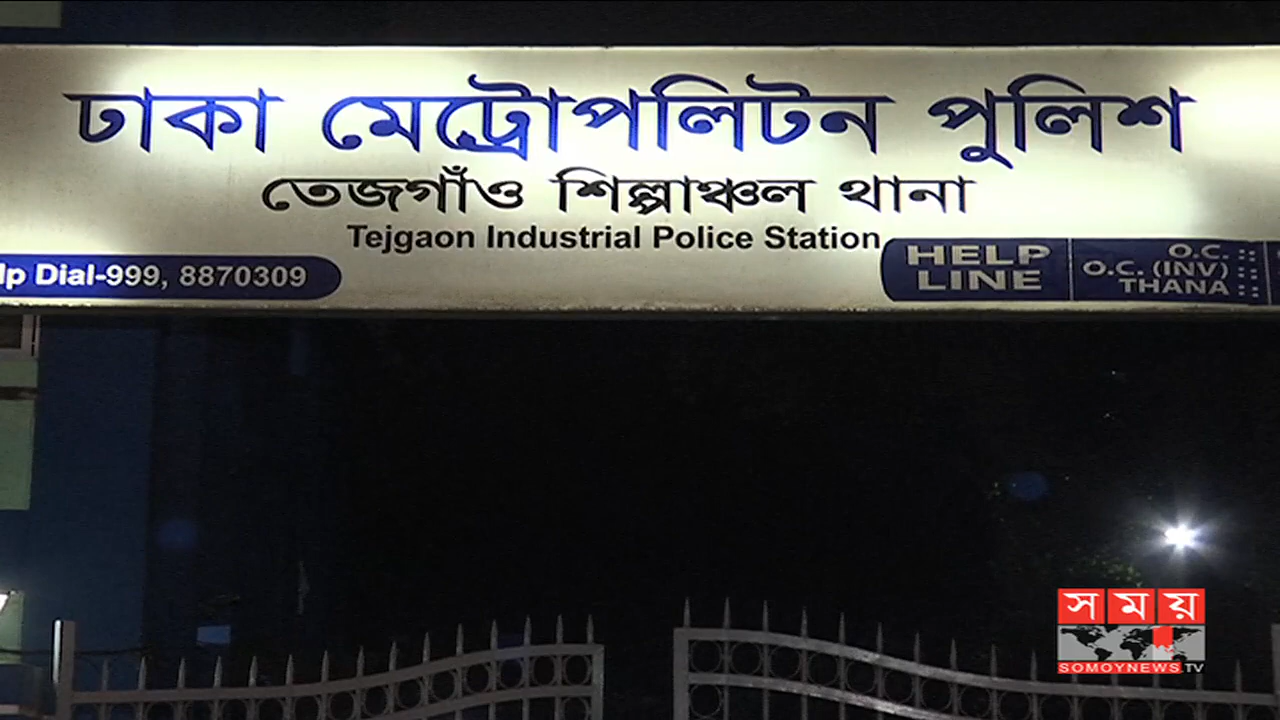 ঢাকা মেট্রোপলিটন পুলিশ
তেজগাঁও শিল্পাঞ্চল থানা
Tejgaon Industrial Police Station
lp Dial-999, 8870309
HELP LINE
O.C.
O.C. (INV)
THANA
সময়
SOMOYNEWS.TV